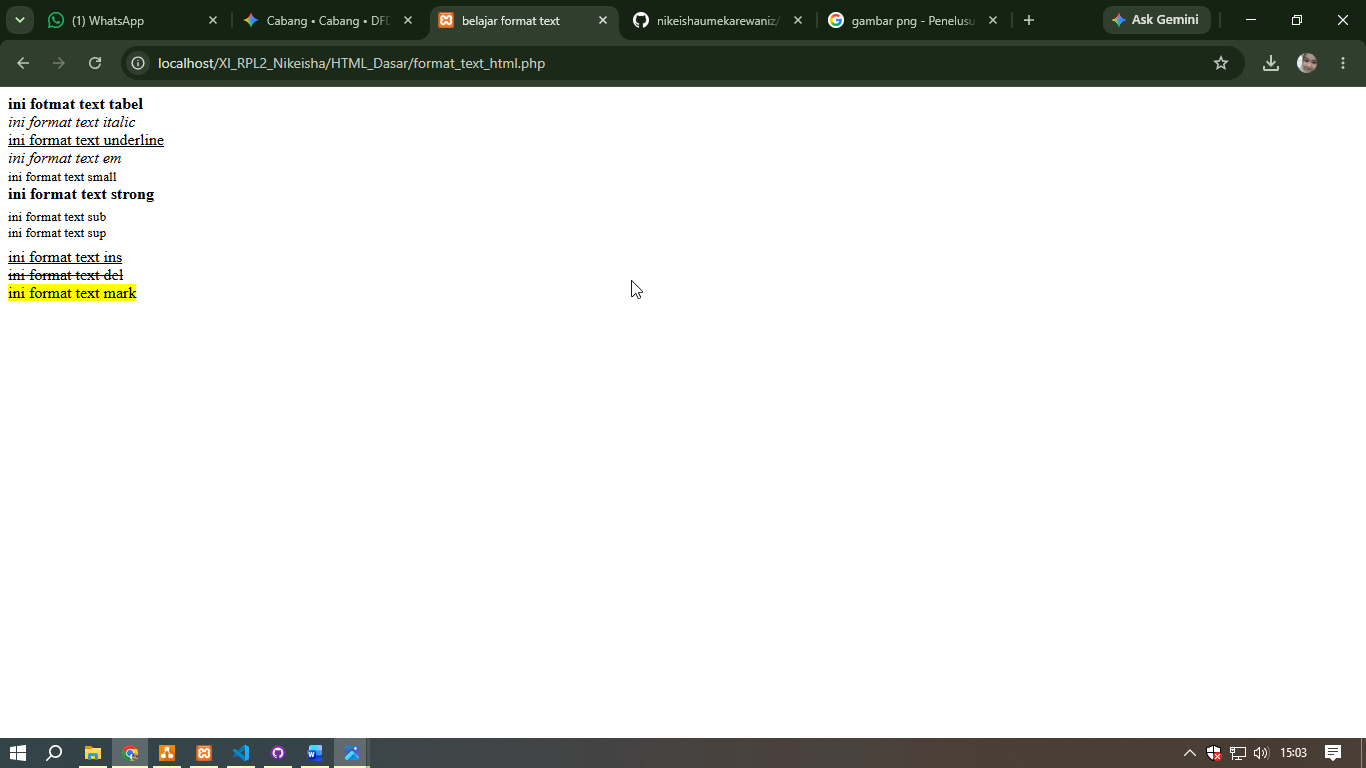 (1) WhatsApp
Cabang • Cabang • DFD
belajar format text
nikeishaumekarewaniz/
gambar png - Penelusu
Ask Gemini
localhost/XI_RPL2_Nikeisha/HTML_Dasar/format_text_html.php
ini fotmat text tabel
ini format text italic
ini format text underline
ini format text em
ini format text small
ini format text strong
ini format text sub
ini format text sup
ini format text ins
ini format text del
ini format text mark
15:03